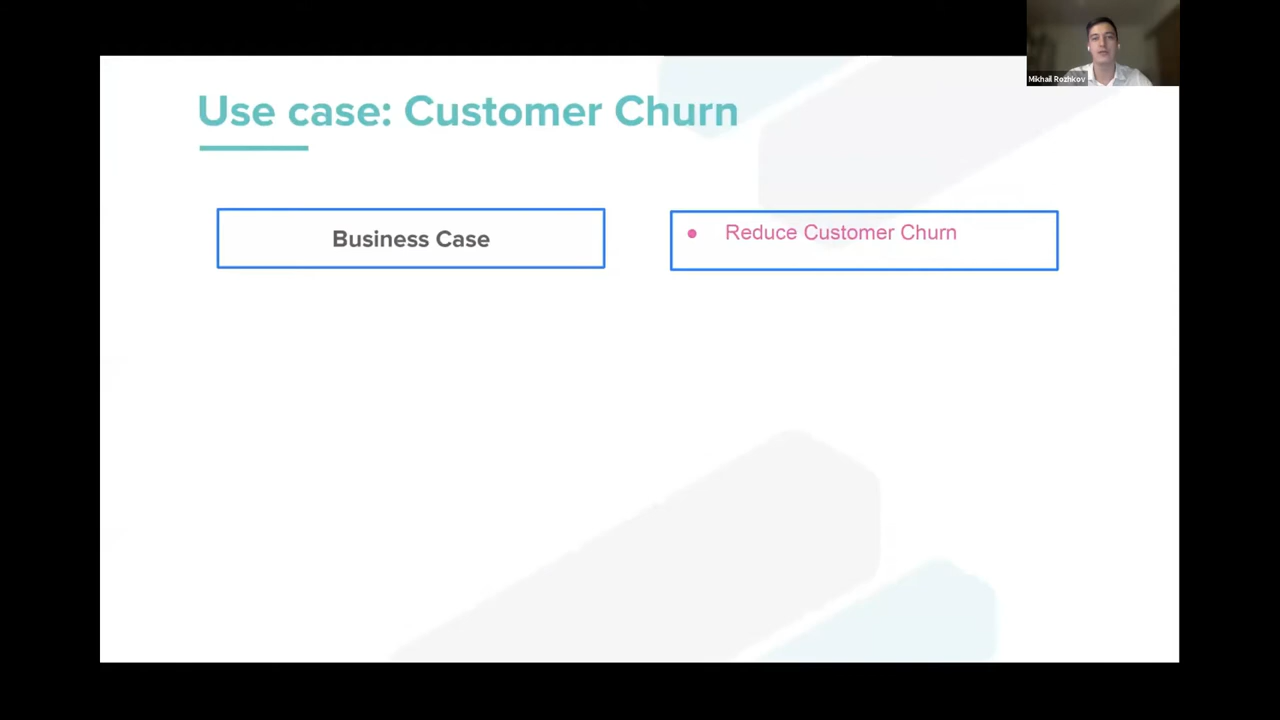 Mikhail Rozhkov
Use case: Customer Churn
Business Case
● Reduce Customer Churn